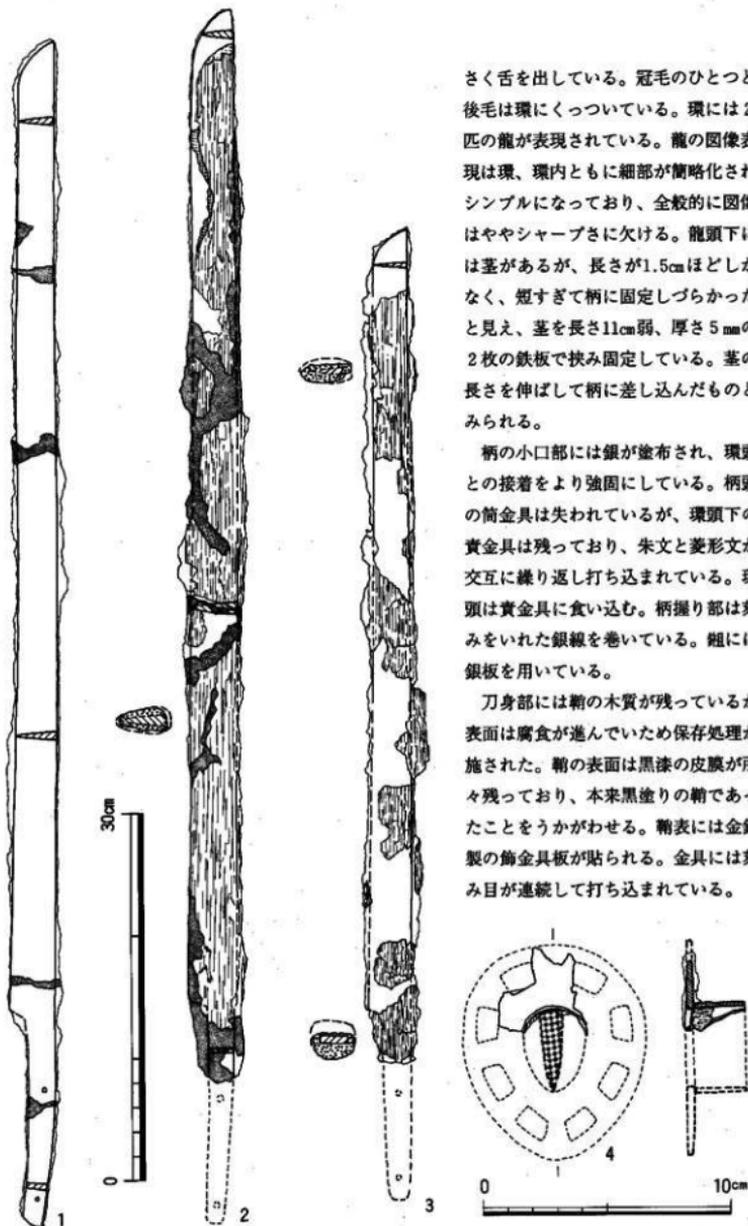 さく舌を出している。冠毛のひとつと
後毛は環にくっついている。環には2
匹の龍が表現されている。龍の図像表
現は環、環内ともに細部が簡略化され
シンプルになっており、全般的に図像
はややシャープさに欠ける。龍頭下に
は茎があるが、長さが1.5cmほどしか
なく、短すぎて柄に固定しづらかった
と見え、茎を長さ11cm弱、厚さ5mmの
2枚の鉄板で挟み固定している。茎の
長さを伸ばして柄に差し込んだものと
みられる。
柄の小口部には銀が塗布され、環頭
との接着をより強固にしている。柄頭
の筒金具は失われているが、環頭下の
責金具は残っており、朱文と菱形文が
交互に繰り返し打ち込まれている。環
頭は責金具に食い込む。柄握り部は刻
みをいれた銀線を巻いている。鎺には
銀板を用いている。
刀身部には鞘の木質が残っているが
表面は腐食が進んでいため保存処理が
施された。鞘の表面は黒漆の皮膜が所
々残っており、本来黒塗りの鞘であっ
たことをうかがわせる。鞘表には金銅
製の飾金具板が貼られる。金具には刻
み目が連続して打ち込まれている。
30cm
0
1
2
3
4
0
10cm